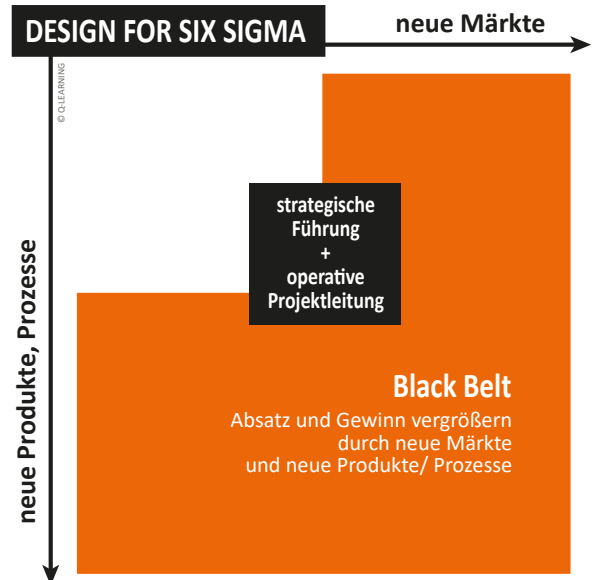 DESIGN FOR SIX SIGMA
neue Märkte
© Q-LEARNING
neue Produkte, Prozesse
strategische
Führung
+
operative
Projektleitung
Black Belt
Absatz und Gewinn vergrößern
durch neue Märkte
und neue Produkte/ Prozesse